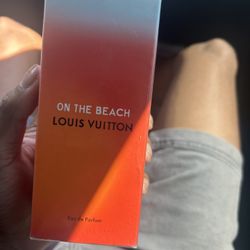 ON THE BEACH
LOUIS VUITTON
Eau de Parfum